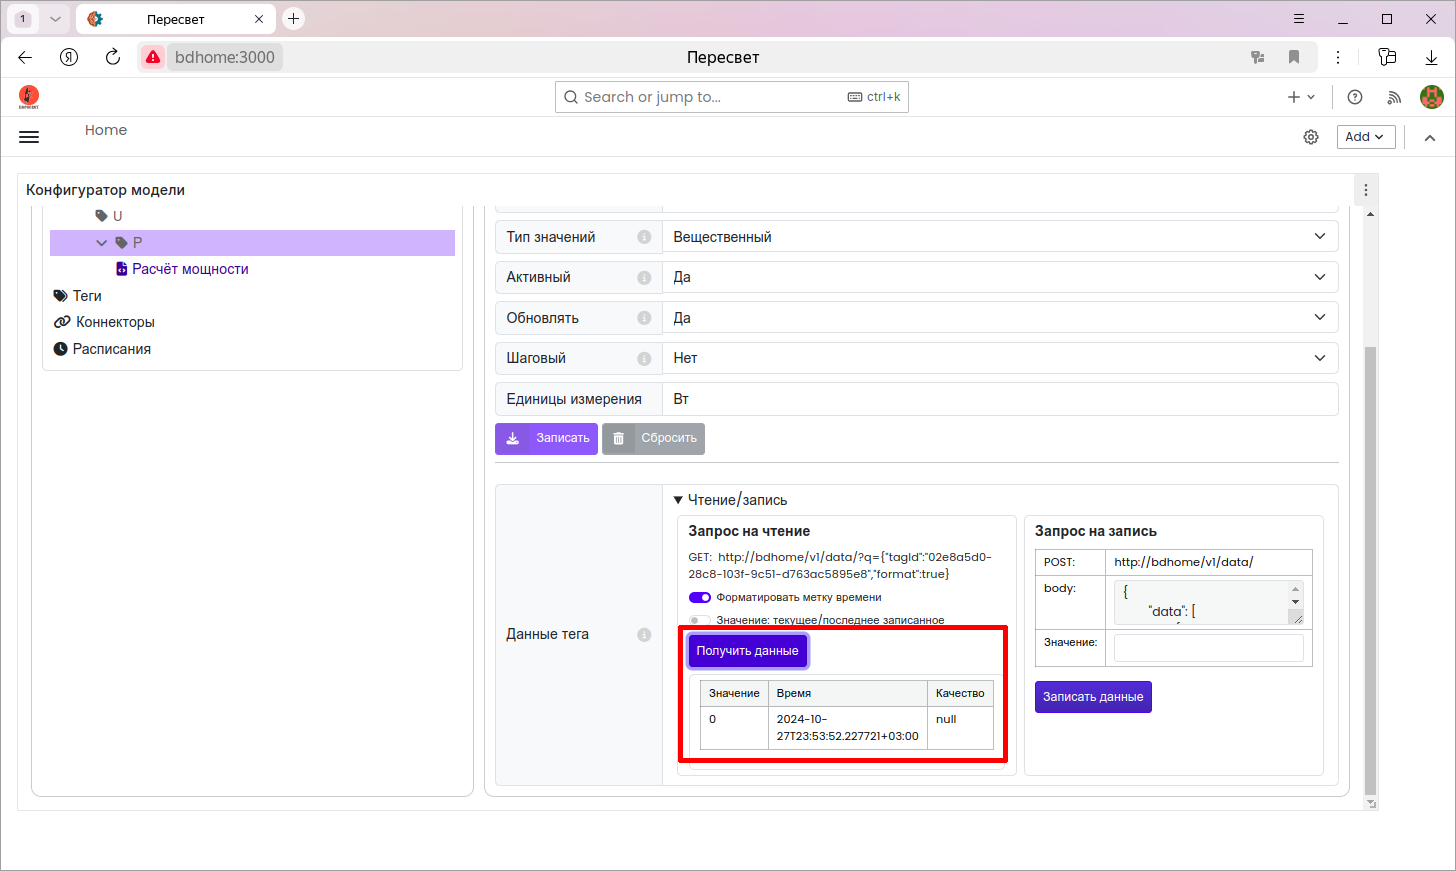 1
Пересвет
bdhome:3000
Пересвет
Search or jump to...
ctrl+k
Home
Add
Конфигуратор модели
U
P
Расчёт мощности
Теги
Коннекторы
Расписания
Тип значений
Вещественный
Активный
Да
Обновлять
Да
Шаговый
Нет
Единицы измерения
Вт
Записать
Сбросить
Данные тега
Чтение/запись
Запрос на чтение
GET: http://bdhome/v1/data/?q={"tagId":"02e8a5d0-
28c8-103f-9c51-d763ac5895e8","format":true}
Форматировать метку времени
Значение: текущее/последнее записанное
Получить данные
Значение Время Качество
0 2024-10- null
27T23:53:52.227721+03:00
Запрос на запись
POST: http://bdhome/v1/data/
body: {
"data": [
Значение:
Записать данные